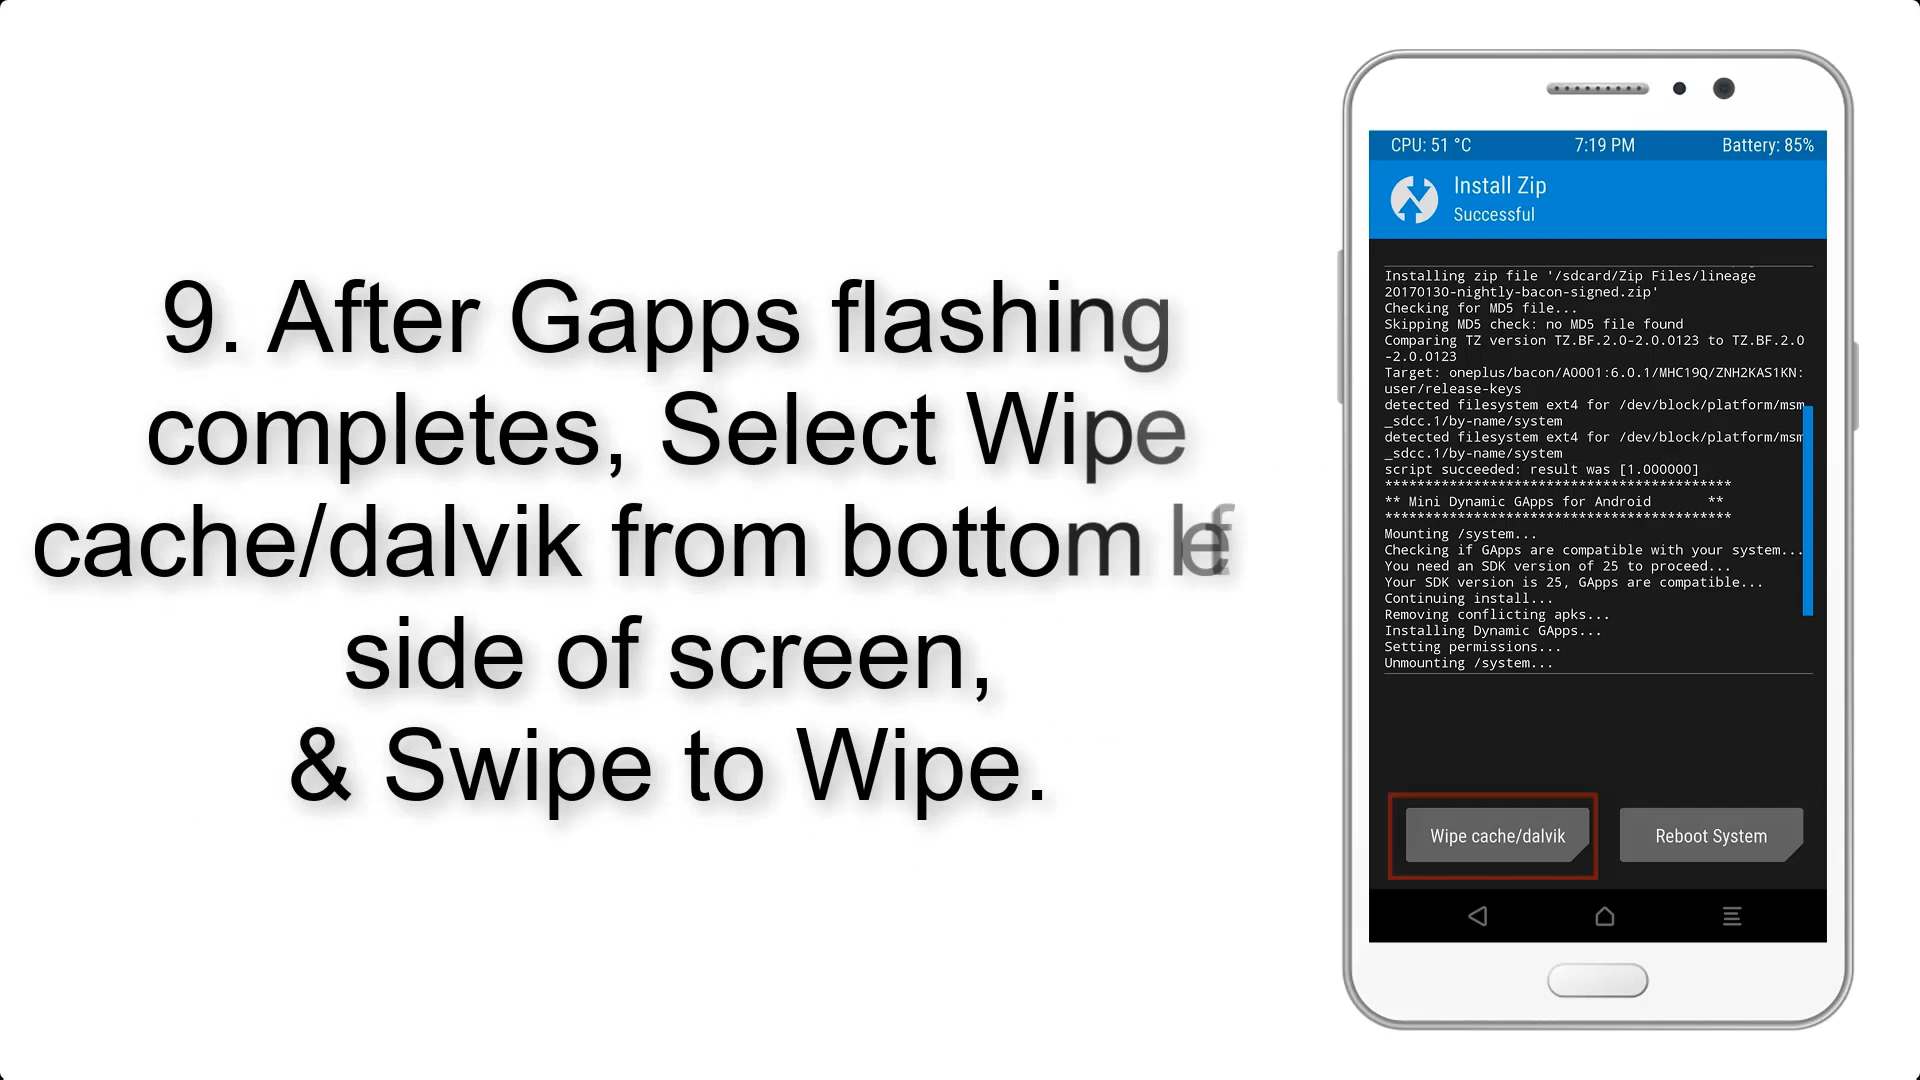 9. After Gapps flashing
completes, Select Wipe
cache/dalvik from bottom lef
side of screen,
& Swipe to Wipe.
CPU: 51 °C 7:19 PM Battery: 85%
Install Zip
Successful
Installing zip file '/sdcard/Zip Files/lineage
20170130-nightly-bacon-signed.zip'
Checking for MD5 file...
Skipping MD5 check: no MD5 file found
Comparing TZ version TZ.BF.2.0-2.0.0123 to TZ.BF.2.0
-2.0.0123
Target: oneplus/bacon/A0001:6.0.1/MHC19Q/ZNH2KAS1KN:
user/release-keys
detected filesystem ext4 for /dev/block/platform/msm
_sdcc.1/by-name/system
detected filesystem ext4 for /dev/block/platform/msm
_sdcc.1/by-name/system
script succeeded: result was [1.000000]
*******************************************
** Mini Dynamic GApps for Android **
*******************************************
Mounting /system...
Checking if GApps are compatible with your system...
You need an SDK version of 25 to proceed...
Your SDK version is 25, GApps are compatible...
Continuing install...
Removing conflicting apks...
Installing Dynamic GApps...
Setting permissions...
Unmounting /system...
Wipe cache/dalvik Reboot System